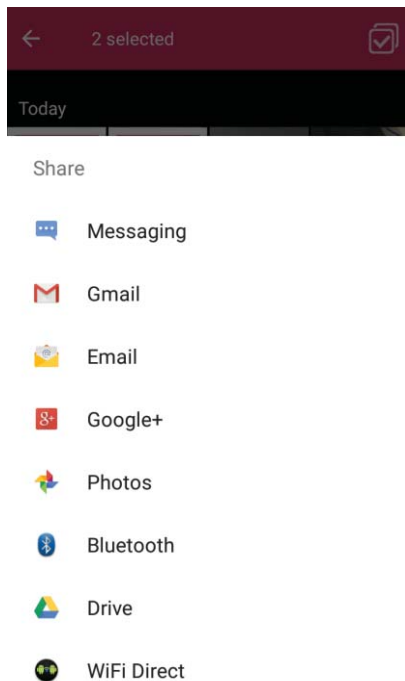 2 selected
Today
Share
Messaging
Gmail
Email
Google+
Photos
Bluetooth
Drive
WiFi Direct